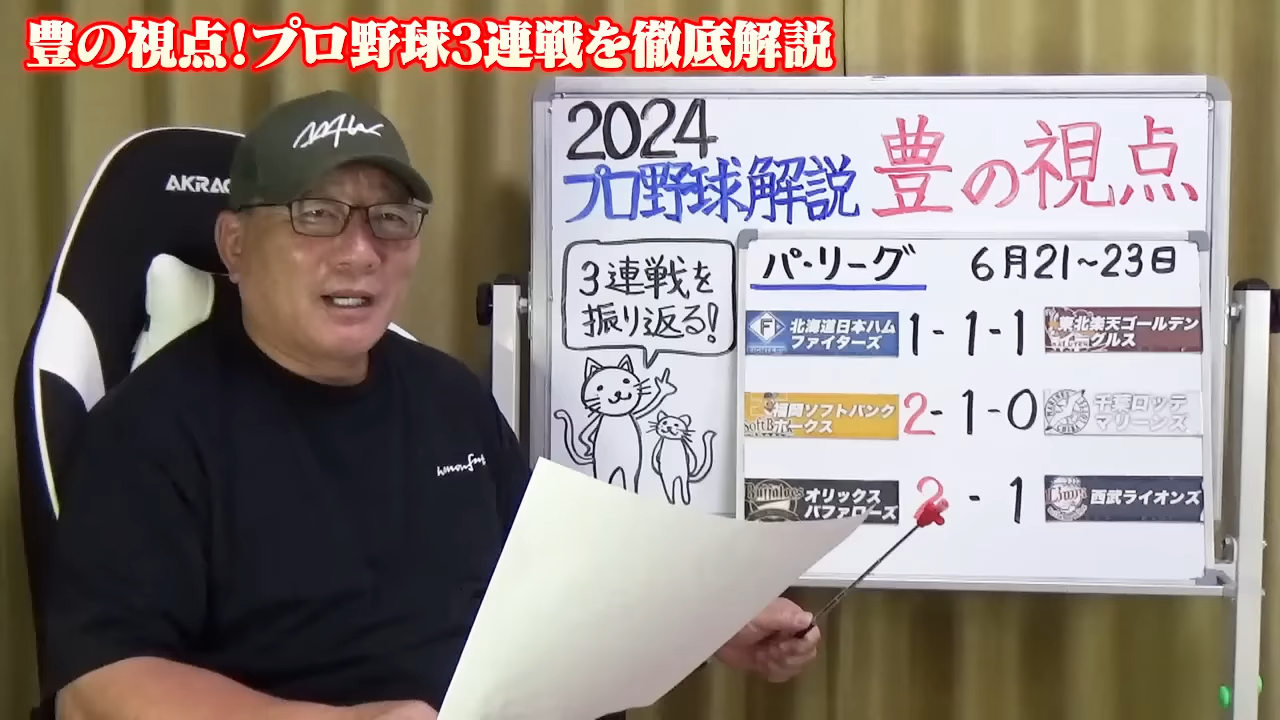 豊の視点!プロ野球3連戦を徹底解説
2024
プロ野球解説 豊の視点
3連戦を
振り返る!
パ・リーグ 6月21~23日
北海道日本ハム
ファイターズ
1-1-1
東北楽天ゴールデン
グルス
福岡ソフトバンク
ホークス
2-1-0
千葉ロッテ
マリーンズ
Buffaloes
オリックス
バファローズ
2-1
西武ライオンズ